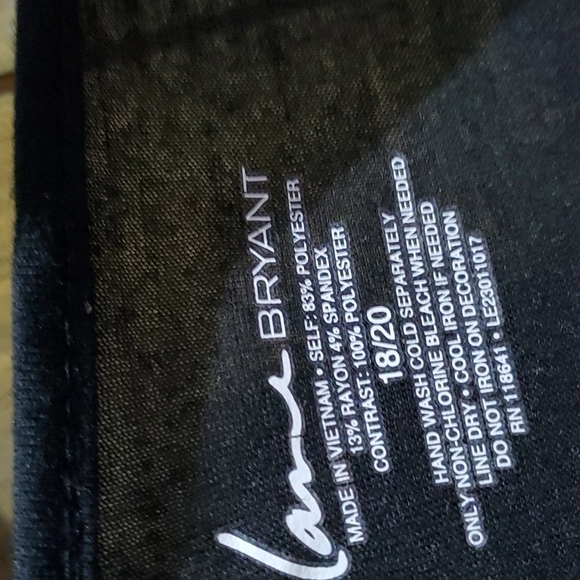 Lane BRYANT
MADE IN VIETNAM • SELF: 83% POLYESTER
13% RAYON 4% SPANDEX
CONTRAST: 100% POLYESTER
18/20
HAND WASH COLD SEPARATELY
ONLY NON-CHLORINE BLEACH WHEN NEEDED
LINE DRY • COOL IRON IF NEEDED
DO NOT IRON ON DECORATION
RN 118641 • LE23011017